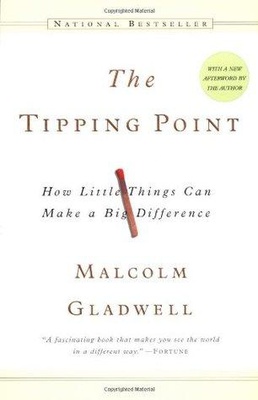 NATIONAL BESTSELLER
The
TIPPING POINT
WITH A NEW
AFTERWORD BY
THE AUTHOR
How Little Things Can
Make a Big Difference
MALCOLM
GLADWELL
"A fascinating book that makes you see the world
in a different way." —FORTUNE